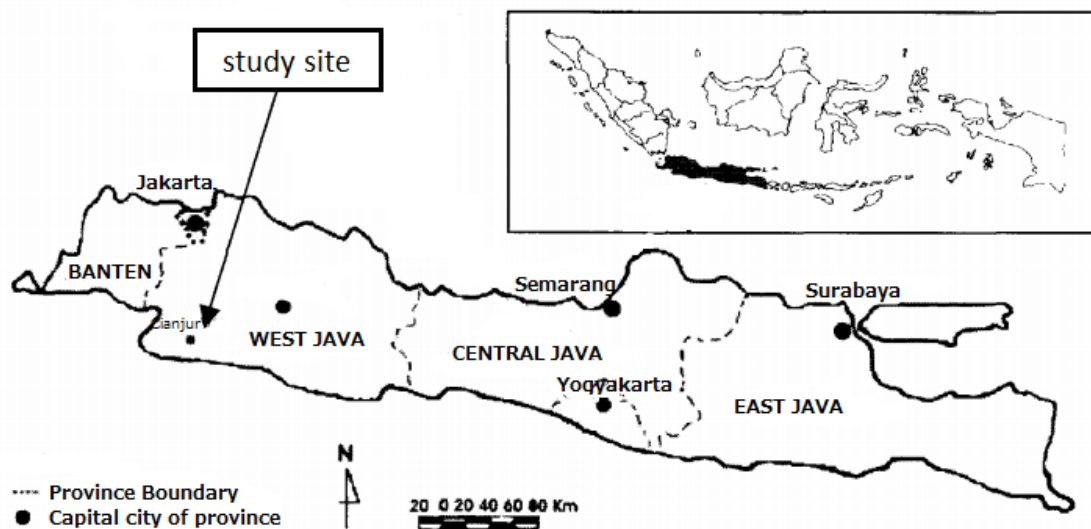 study site
Jakarta
BANTEN
Cianjur
WEST JAVA
Semarang
CENTRAL JAVA
Yogyakarta
Surabaya
EAST JAVA
N
Province Boundary
Capital city of province
20 0 20 40 60 80 Km